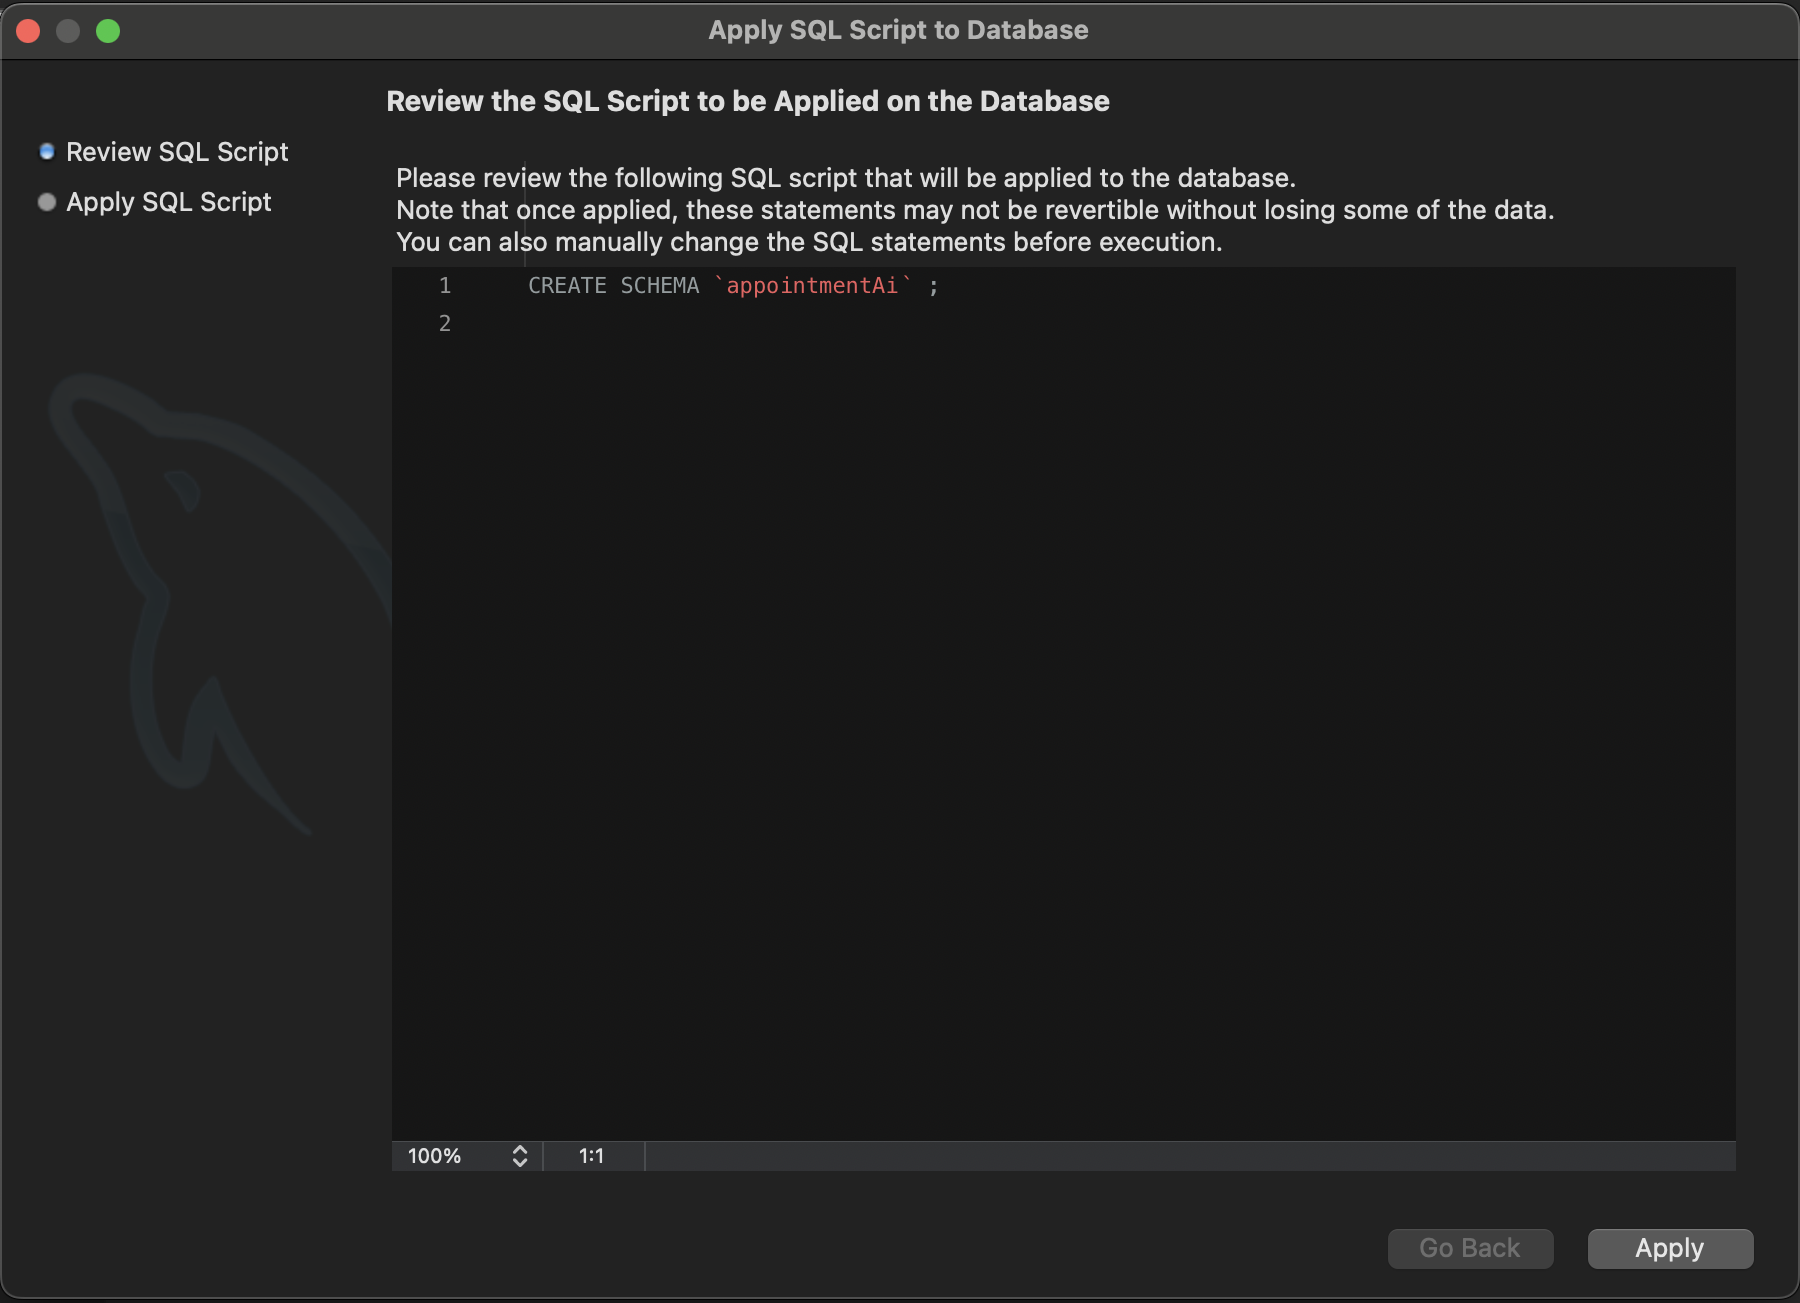 Apply SQL Script to Database
Review the SQL Script to be Applied on the Database
Review SQL Script
Apply SQL Script
Please review the following SQL script that will be applied to the database.
Note that once applied, these statements may not be revertible without losing some of the data.
You can also manually change the SQL statements before execution.
1 CREATE SCHEMA `appointmentAi` ;
2
100% 1:1
Go Back Apply